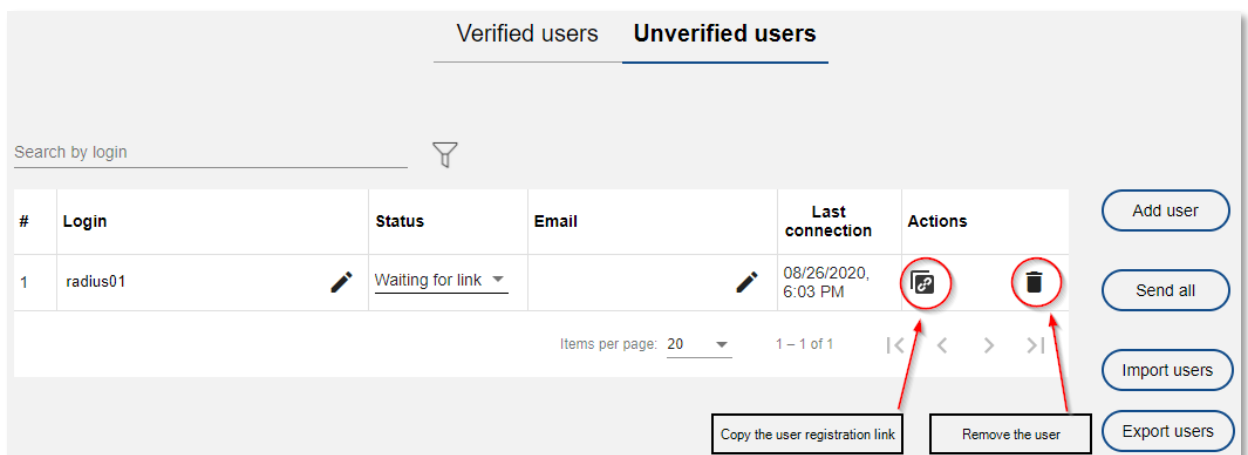 Verified users
Unverified users
Search by login
# Login Status Email Last connection Actions
1 radius01 Waiting for link 08/26/2020, 6:03 PM
Items per page: 20 1 – 1 of 1
Add user
Send all
Import users
Export users
Copy the user registration link
Remove the user